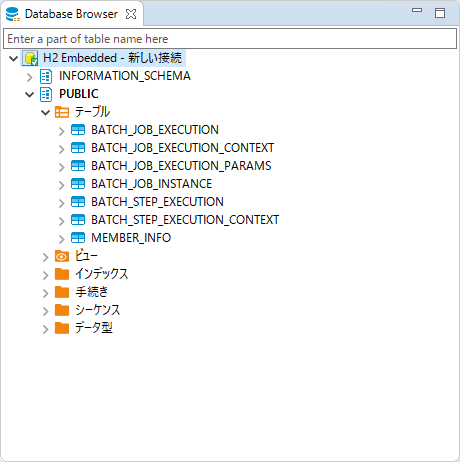 Database Browser
Enter a part of table name here
H2 Embedded - 新しい接続
INFORMATION_SCHEMA
PUBLIC
テーブル
BATCH_JOB_EXECUTION
BATCH_JOB_EXECUTION_CONTEXT
BATCH_JOB_EXECUTION_PARAMS
BATCH_JOB_INSTANCE
BATCH_STEP_EXECUTION
BATCH_STEP_EXECUTION_CONTEXT
MEMBER_INFO
ビュー
インデックス
手続き
シーケンス
データ型